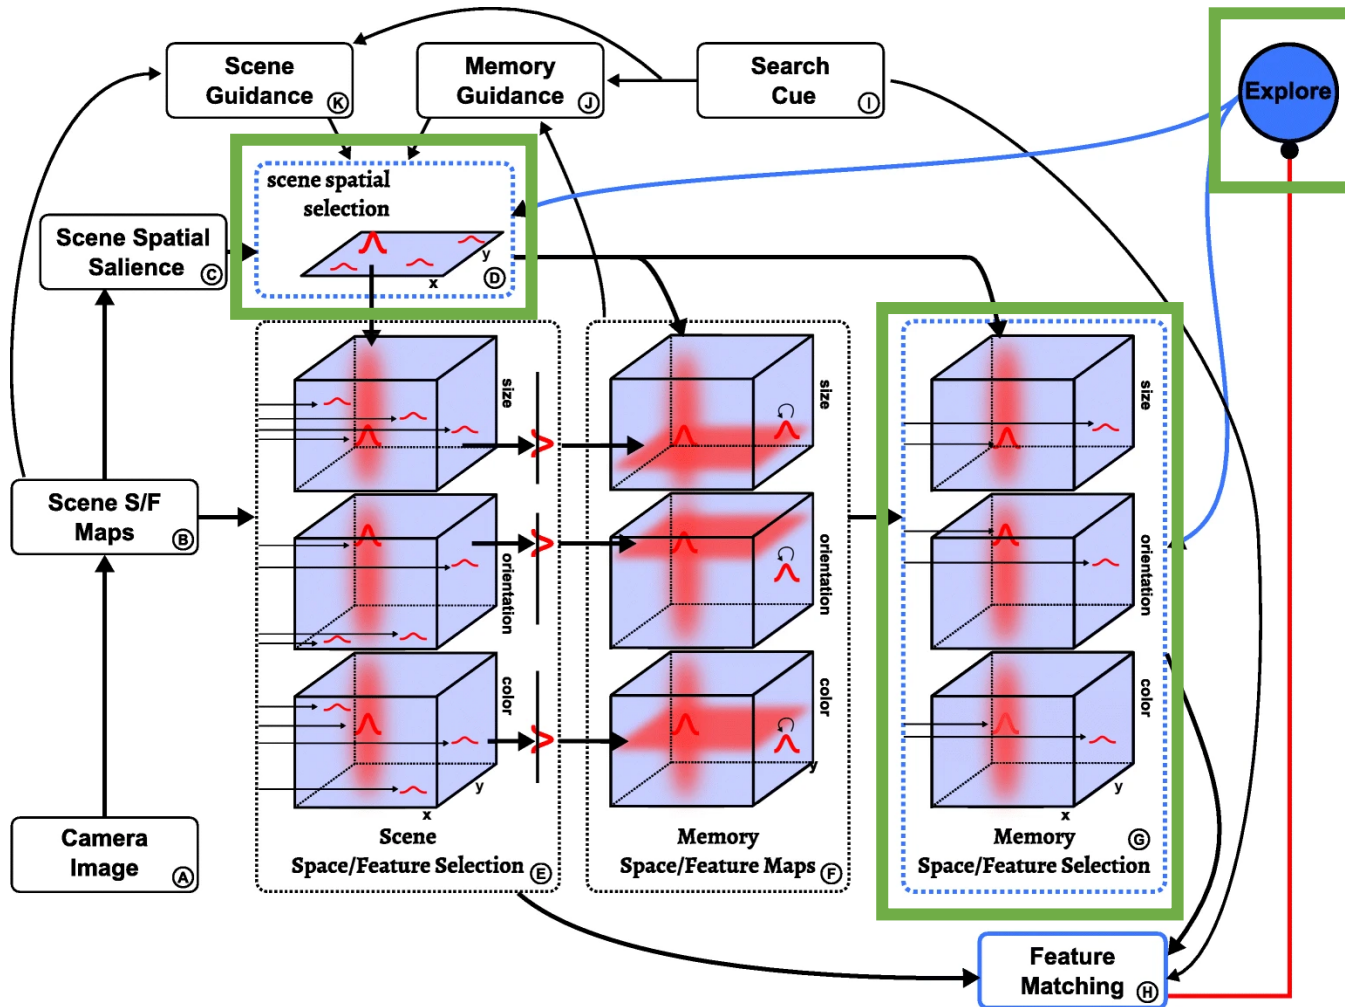 Scene
Guidance
K
Memory
Guidance
J
Search
Cue
I
Explore
scene spatial
selection
y
x
D
Scene Spatial
Salience
C
size
size
size
Scene S/F
Maps
B
orientation
orientation
orientation
color
color
color
y
x
y
y
x
Camera
Image
A
Scene
Space/Feature Selection
E
Memory
Space/Feature Maps
F
Memory
Space/Feature Selection
G
Feature
Matching
H